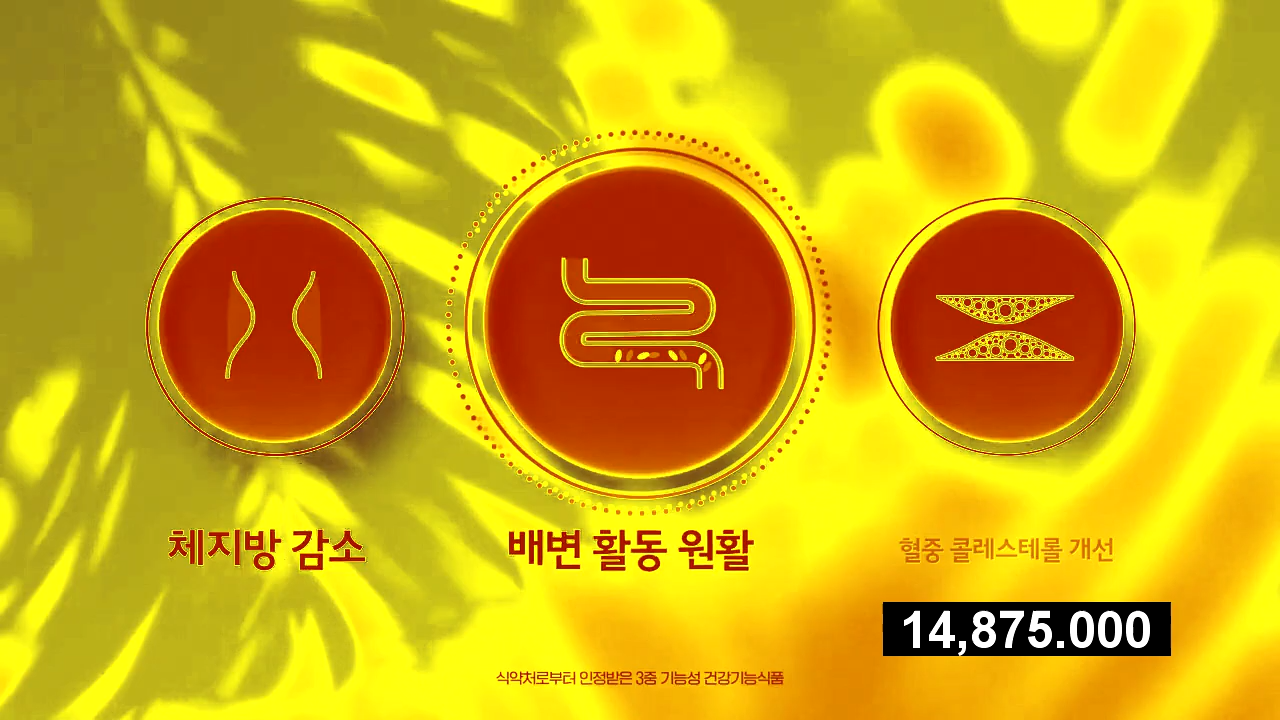 체지방 감소
배변 활동 원활
혈중 콜레스테롤 개선
14,875.000
식약처로부터 인정받은 3중 기능성 건강기능식품